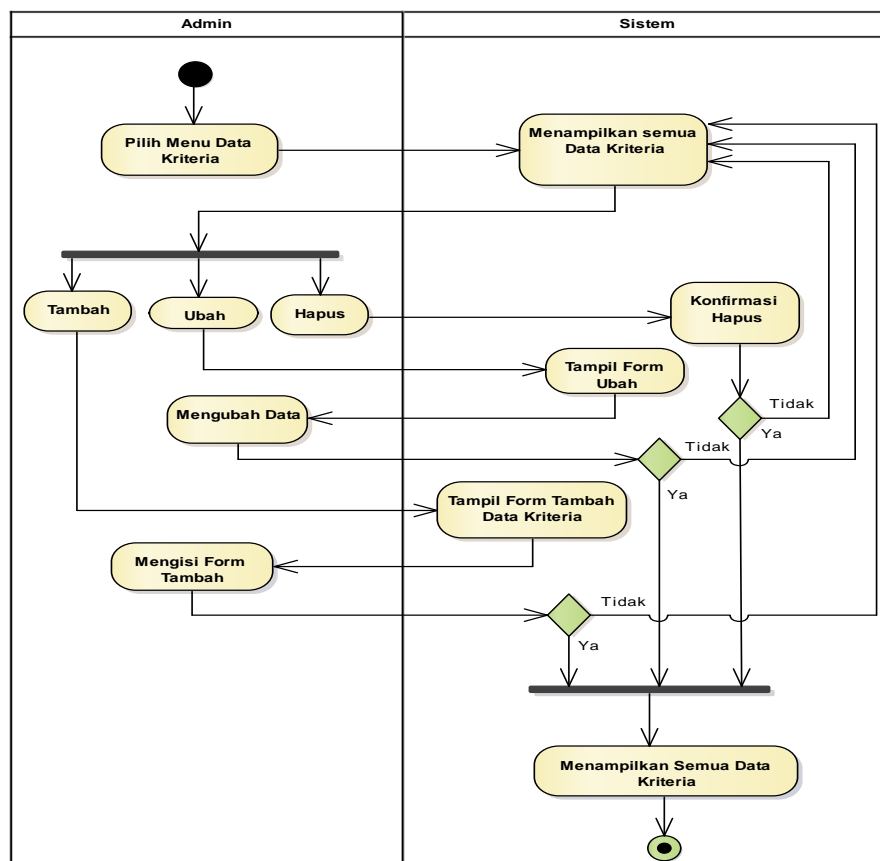 Admin
Sistem
Pilih Menu Data
Kriteria
Menampilkan semua
Data Kriteria
Tambah
Ubah
Hapus
Konfirmasi
Hapus
Tampil Form
Ubah
Mengubah Data
Tidak
Ya
Tidak
Ya
Tampil Form Tambah
Data Kriteria
Mengisi Form
Tambah
Tidak
Ya
Menampilkan Semua Data
Kriteria